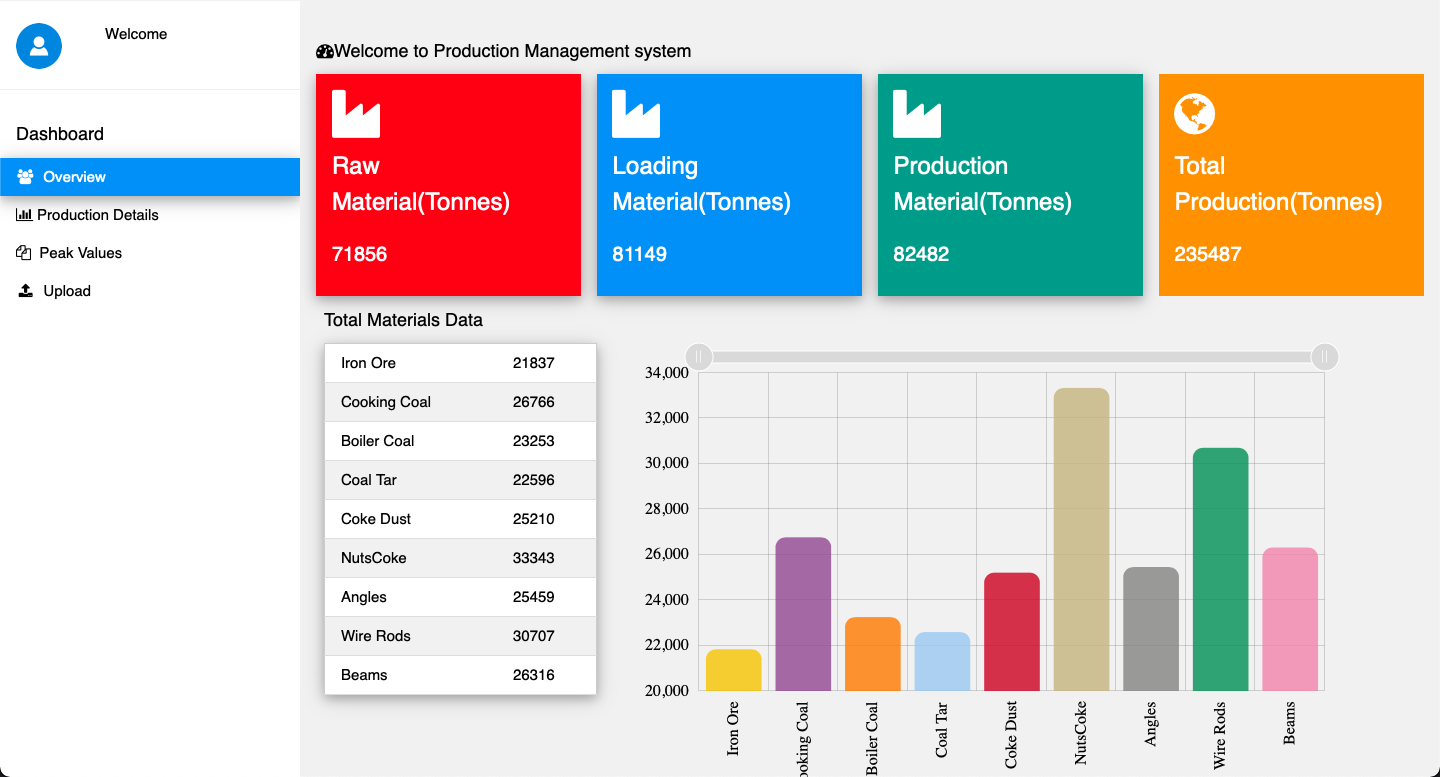 Welcome
Dashboard
Overview
Production Details
Peak Values
Upload
Welcome to Production Management system
Raw
Material(Tonnes)
71856
Loading
Material(Tonnes)
81149
Production
Material(Tonnes)
82482
Total
Production(Tonnes)
235487
Total Materials Data
Iron Ore 21837
Cooking Coal 26766
Boiler Coal 23253
Coal Tar 22596
Coke Dust 25210
NutsCoke 33343
Angles 25459
Wire Rods 30707
Beams 26316
34,000
32,000
30,000
28,000
26,000
24,000
22,000
20,000
Iron Ore
ooking Coal
Boiler Coal
Coal Tar
Coke Dust
NutsCoke
Angles
Wire Rods
Beams